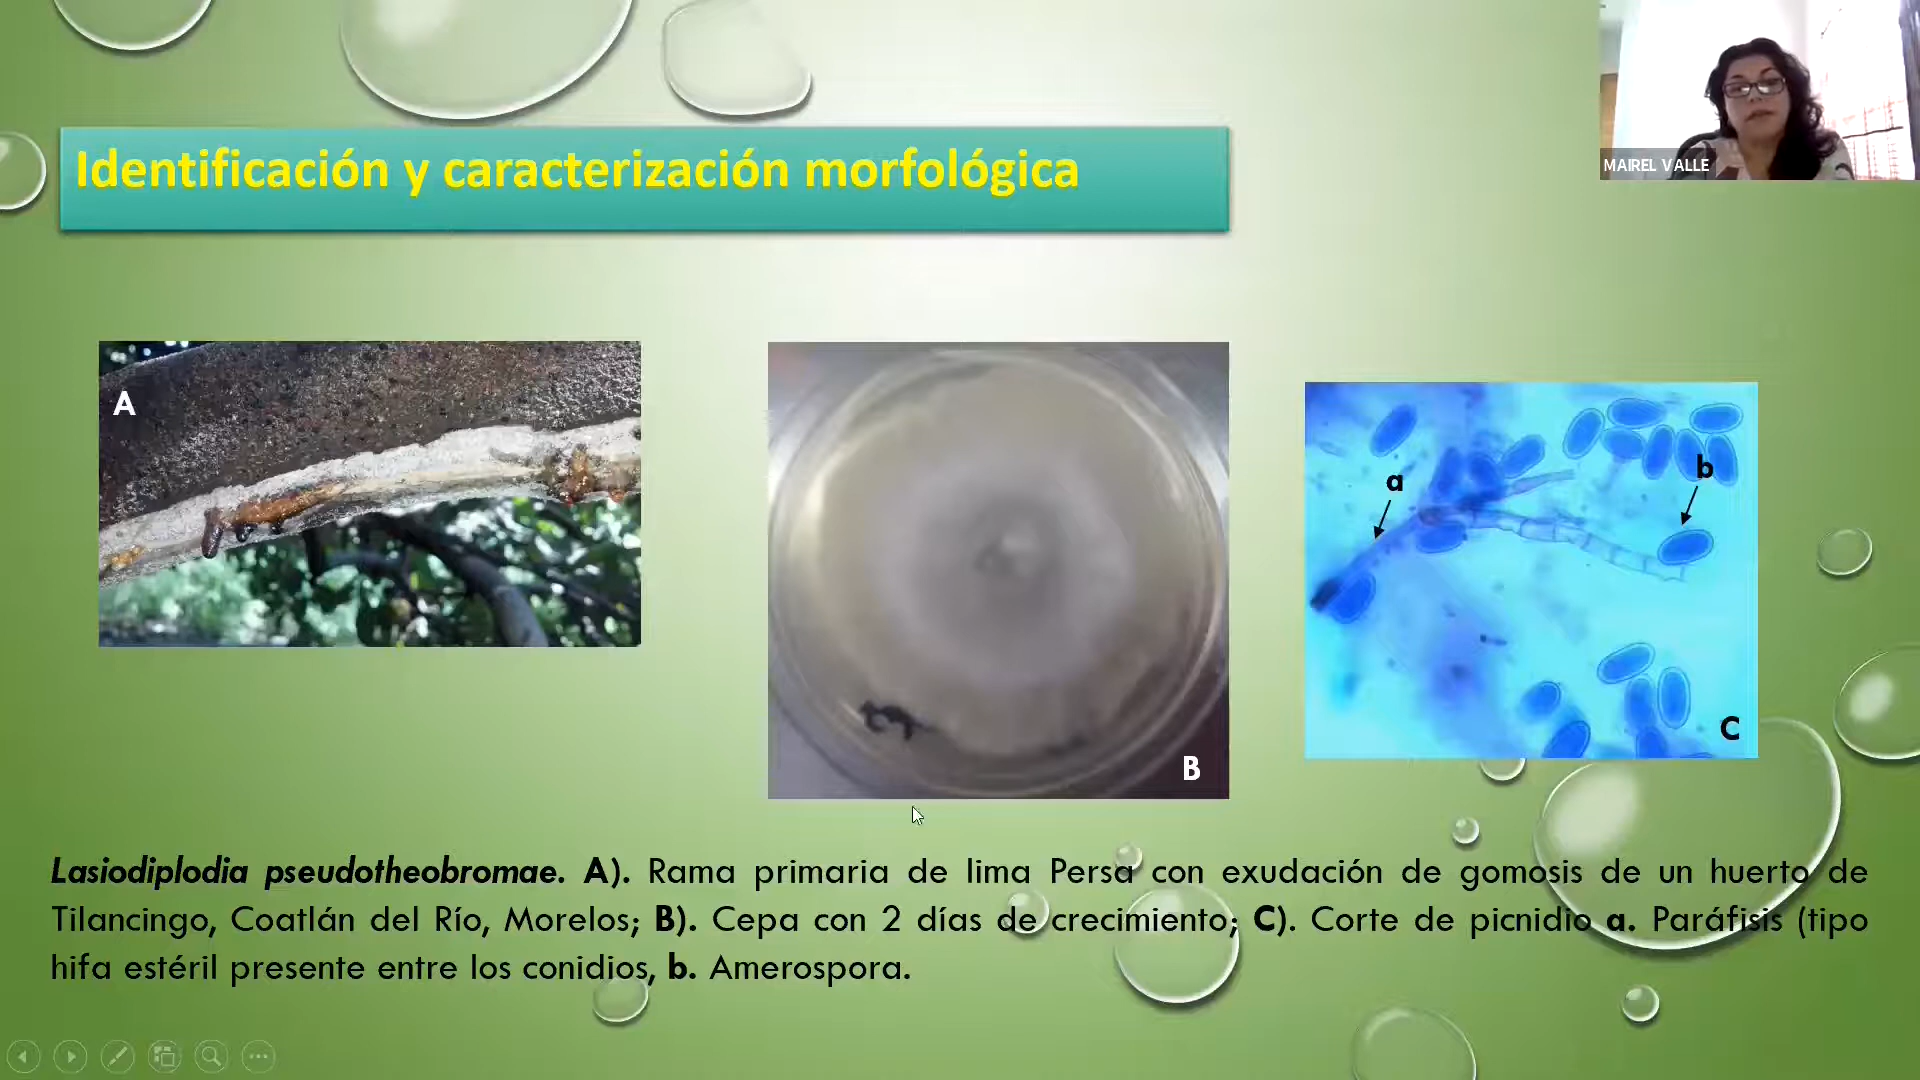 MAIREL VALLE
Identificación y caracterización morfológica
A
B
a
b
C
Lasiodiplodia pseudotheobromae. A). Rama primaria de lima Persa con exudación de gomosis de un huerto de
Tilancingo, Coatlán del Río, Morelos; B). Cepa con 2 días de crecimiento; C). Corte de picnidio a. Paráfisis (tipo
hifa estéril presente entre los conidios, b. Amerospora.